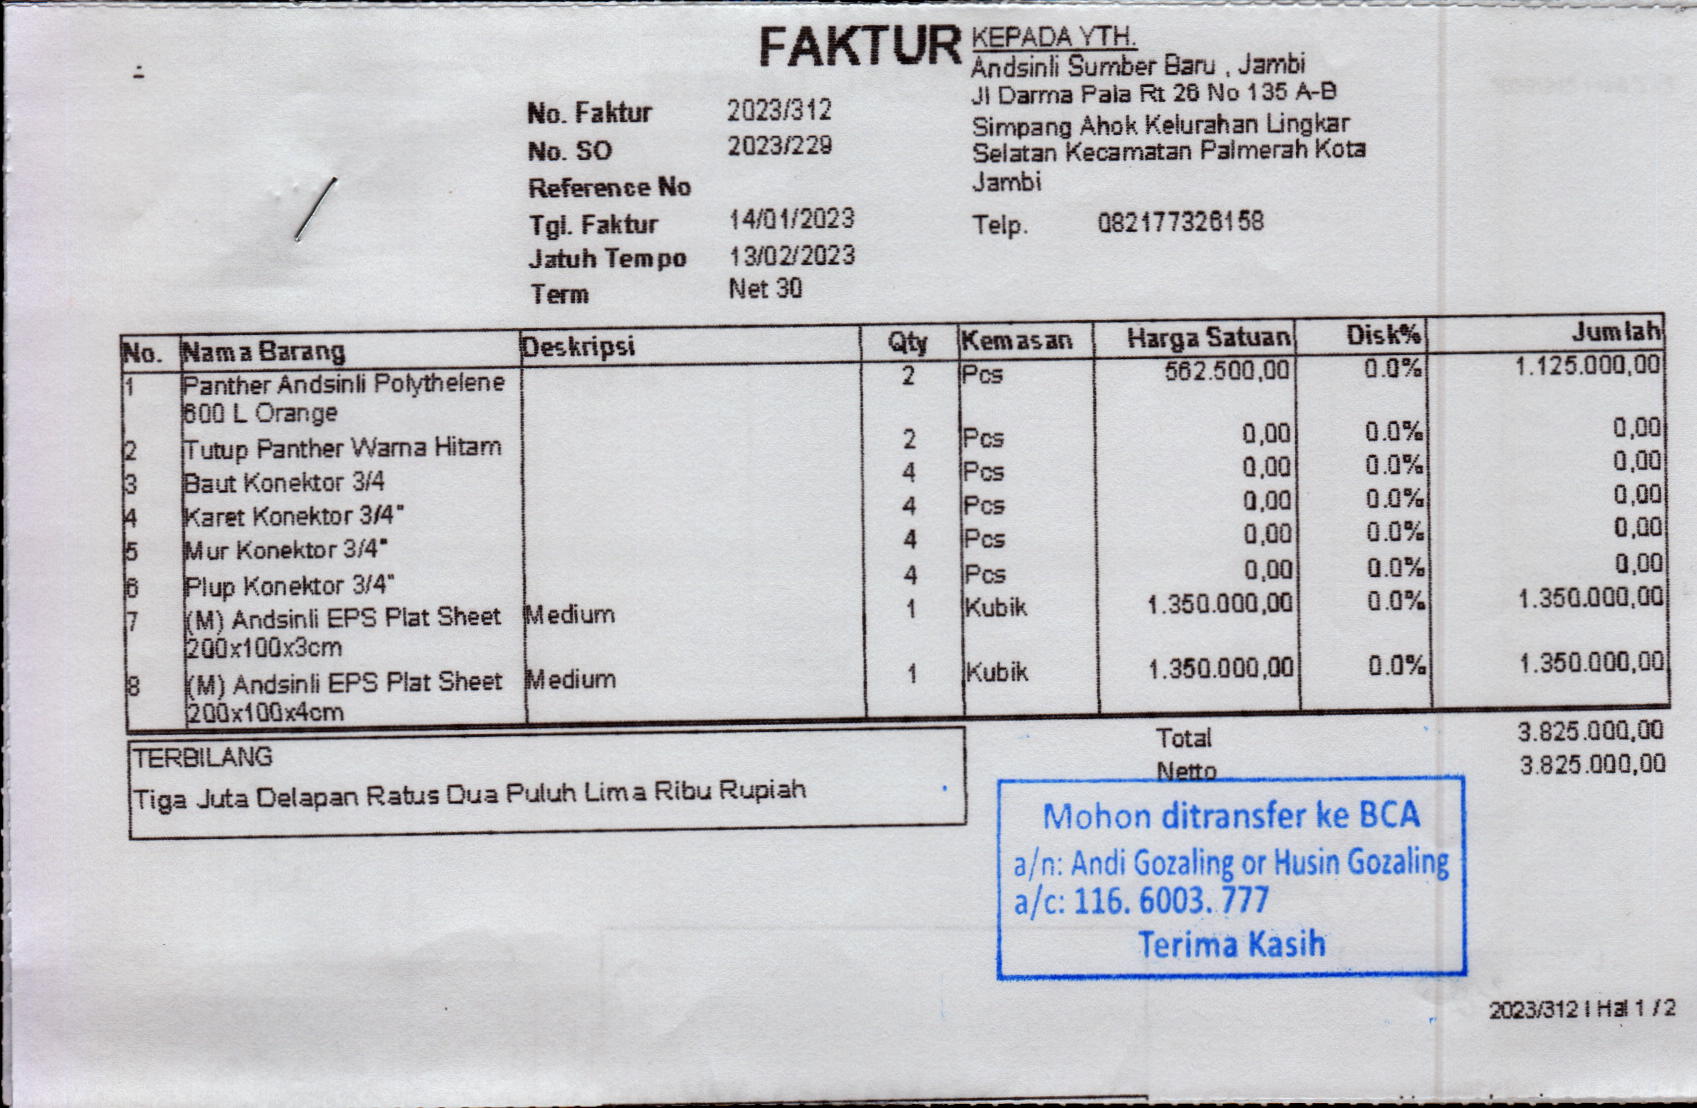 FAKTUR
KEPADA YTH.
Andsinli Sumber Baru , Jambi
Jl Darma Pala Rt 26 No 135 A-B
Simpang Ahok Kelurahan Lingkar
Selatan Kecamatan Palmerah Kota
Jambi
Telp. 082177326158
No. Faktur 2023/312
No. SO 2023/229
Reference No
Tgl. Faktur 14/01/2023
Jatuh Tempo 13/02/2023
Term Net 30
No. Nama Barang Deskripsi Qty Kemasan Harga Satuan Disk% Jumlah
1 Panther Andsinli Polythelene 2 Pcs 562.500,00 0.0% 1.125.000,00
600 L Orange
2 Tutup Panther Warna Hitam 2 Pcs 0,00 0.0% 0,00
3 Baut Konektor 3/4 4 Pcs 0,00 0.0% 0,00
4 Karet Konektor 3/4" 4 Pcs 0,00 0.0% 0,00
5 Mur Konektor 3/4" 4 Pcs 0,00 0.0% 0,00
6 Plup Konektor 3/4" 4 Pcs 0,00 0.0% 0,00
7 (M) Andsinli EPS Plat Sheet Medium 1 Kubik 1.350.000,00 0.0% 1.350.000,00
200x100x3cm
8 (M) Andsinli EPS Plat Sheet Medium 1 Kubik 1.350.000,00 0.0% 1.350.000,00
200x100x4cm
Total 3.825.000,00
Netto 3.825.000,00
TERBILANG
Tiga Juta Delapan Ratus Dua Puluh Lima Ribu Rupiah
Mohon ditransfer ke BCA
a/n: Andi Gozaling or Husin Gozaling
a/c: 116. 6003. 777
Terima Kasih
2023/312 | Hal 1 / 2